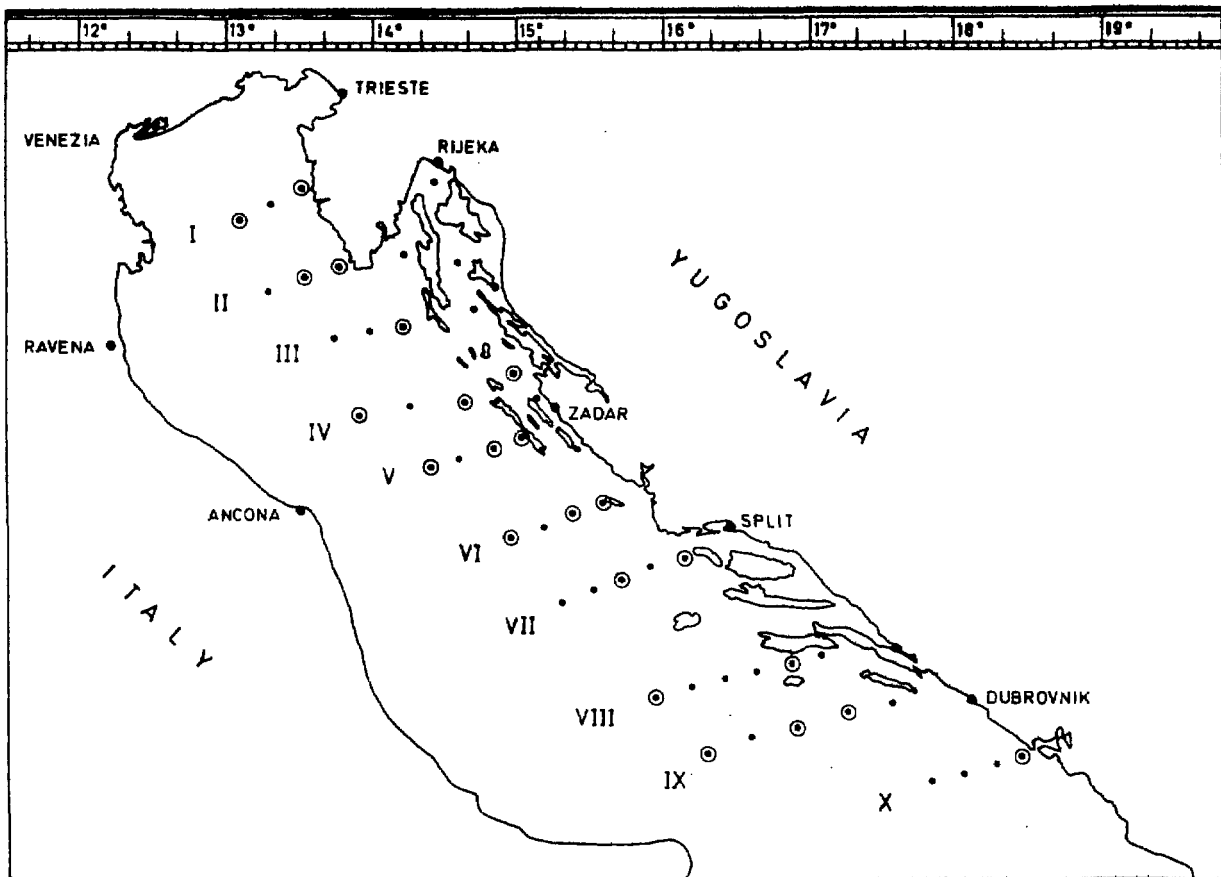 12° 13° 14° 15° 16° 17° 18° 19°
TRIESTE
VENEZIA
RIJEKA
I
YUGOSLAVIA
II
RAVENA
III
ZADAR
IV
V
ANCONA
SPLIT
VI
ITALY
VII
DUBROVNIK
VIII
IX
X